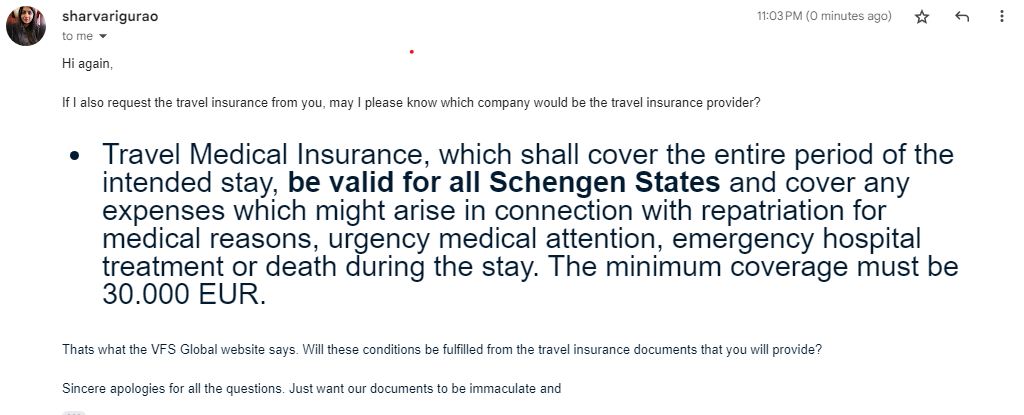 sharvarigurao
11:03 PM (0 minutes ago)
to me
Hi again,
If I also request the travel insurance from you, may I please know which company would be the travel insurance provider?
• Travel Medical Insurance, which shall cover the entire period of the
intended stay, be valid for all Schengen States and cover any
expenses which might arise in connection with repatriation for
medical reasons, urgency medical attention, emergency hospital
treatment or death during the stay. The minimum coverage must be
30.000 EUR.
Thats what the VFS Global website says. Will these conditions be fulfilled from the travel insurance documents that you will provide?
Sincere apologies for all the questions. Just want our documents to be immaculate and